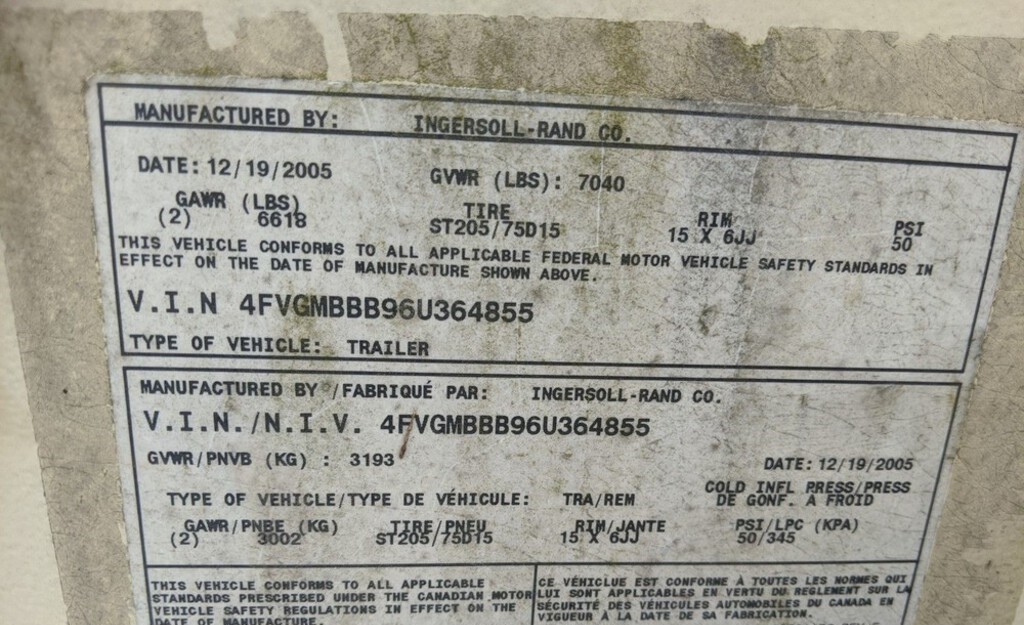 MANUFACTURED BY: INGERSOLL-RAND CO.
DATE: 12/19/2005 GVWR (LBS): 7040
GAWR (LBS) TIRE RIM PSI
(2) 6618 ST205/75D15 15 X 6JJ 50
THIS VEHICLE CONFORMS TO ALL APPLICABLE FEDERAL MOTOR VEHICLE SAFETY STANDARDS IN
EFFECT ON THE DATE OF MANUFACTURE SHOWN ABOVE.
V.I.N 4FVGMBBB96U364855
TYPE OF VEHICLE: TRAILER
MANUFACTURED BY/FABRIQUÉ PAR: INGERSOLL-RAND CO.
V.I.N./N.I.V. 4FVGMBBB96U364855
GVWR/PNVB (KG) : 3193 DATE: 12/19/2005
TYPE OF VEHICLE/TYPE DE VÉHICULE: TRA/REM COLD INFL PRESS/PRESS
DE GONF. A FROID
GAWR/PNBE (KG) TIRE/PNEU RIM/JANTE PSI/LPC (KPA)
(2) 3002 ST205/75D15 15 X 6JJ 50/345
THIS VEHICLE CONFORMS TO ALL APPLICABLE
STANDARDS PRESCRIBED UNDER THE CANADIAN MOTOR
VEHICLE SAFETY REGULATIONS IN EFFECT ON THE
DATE OF MANUFACTURE.
CE VÉHICLUE EST CONFORME À TOUTES LES NORMES QUI
LUI SONT APPLICABLES EN VERTU DU REGLEMENT SUR LA
SÉCURITÉ DES VÉHICULES AUTOMOBILES DU CANADA EN
VIGUEUR À LA DATE DE SA FABRICATION.